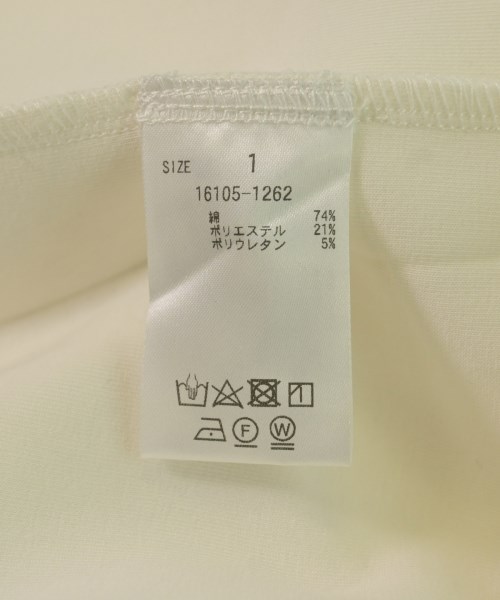 SIZE 1
16105-1262
綿 74%
ポリエステル 21%
ポリウレタン 5%
F W